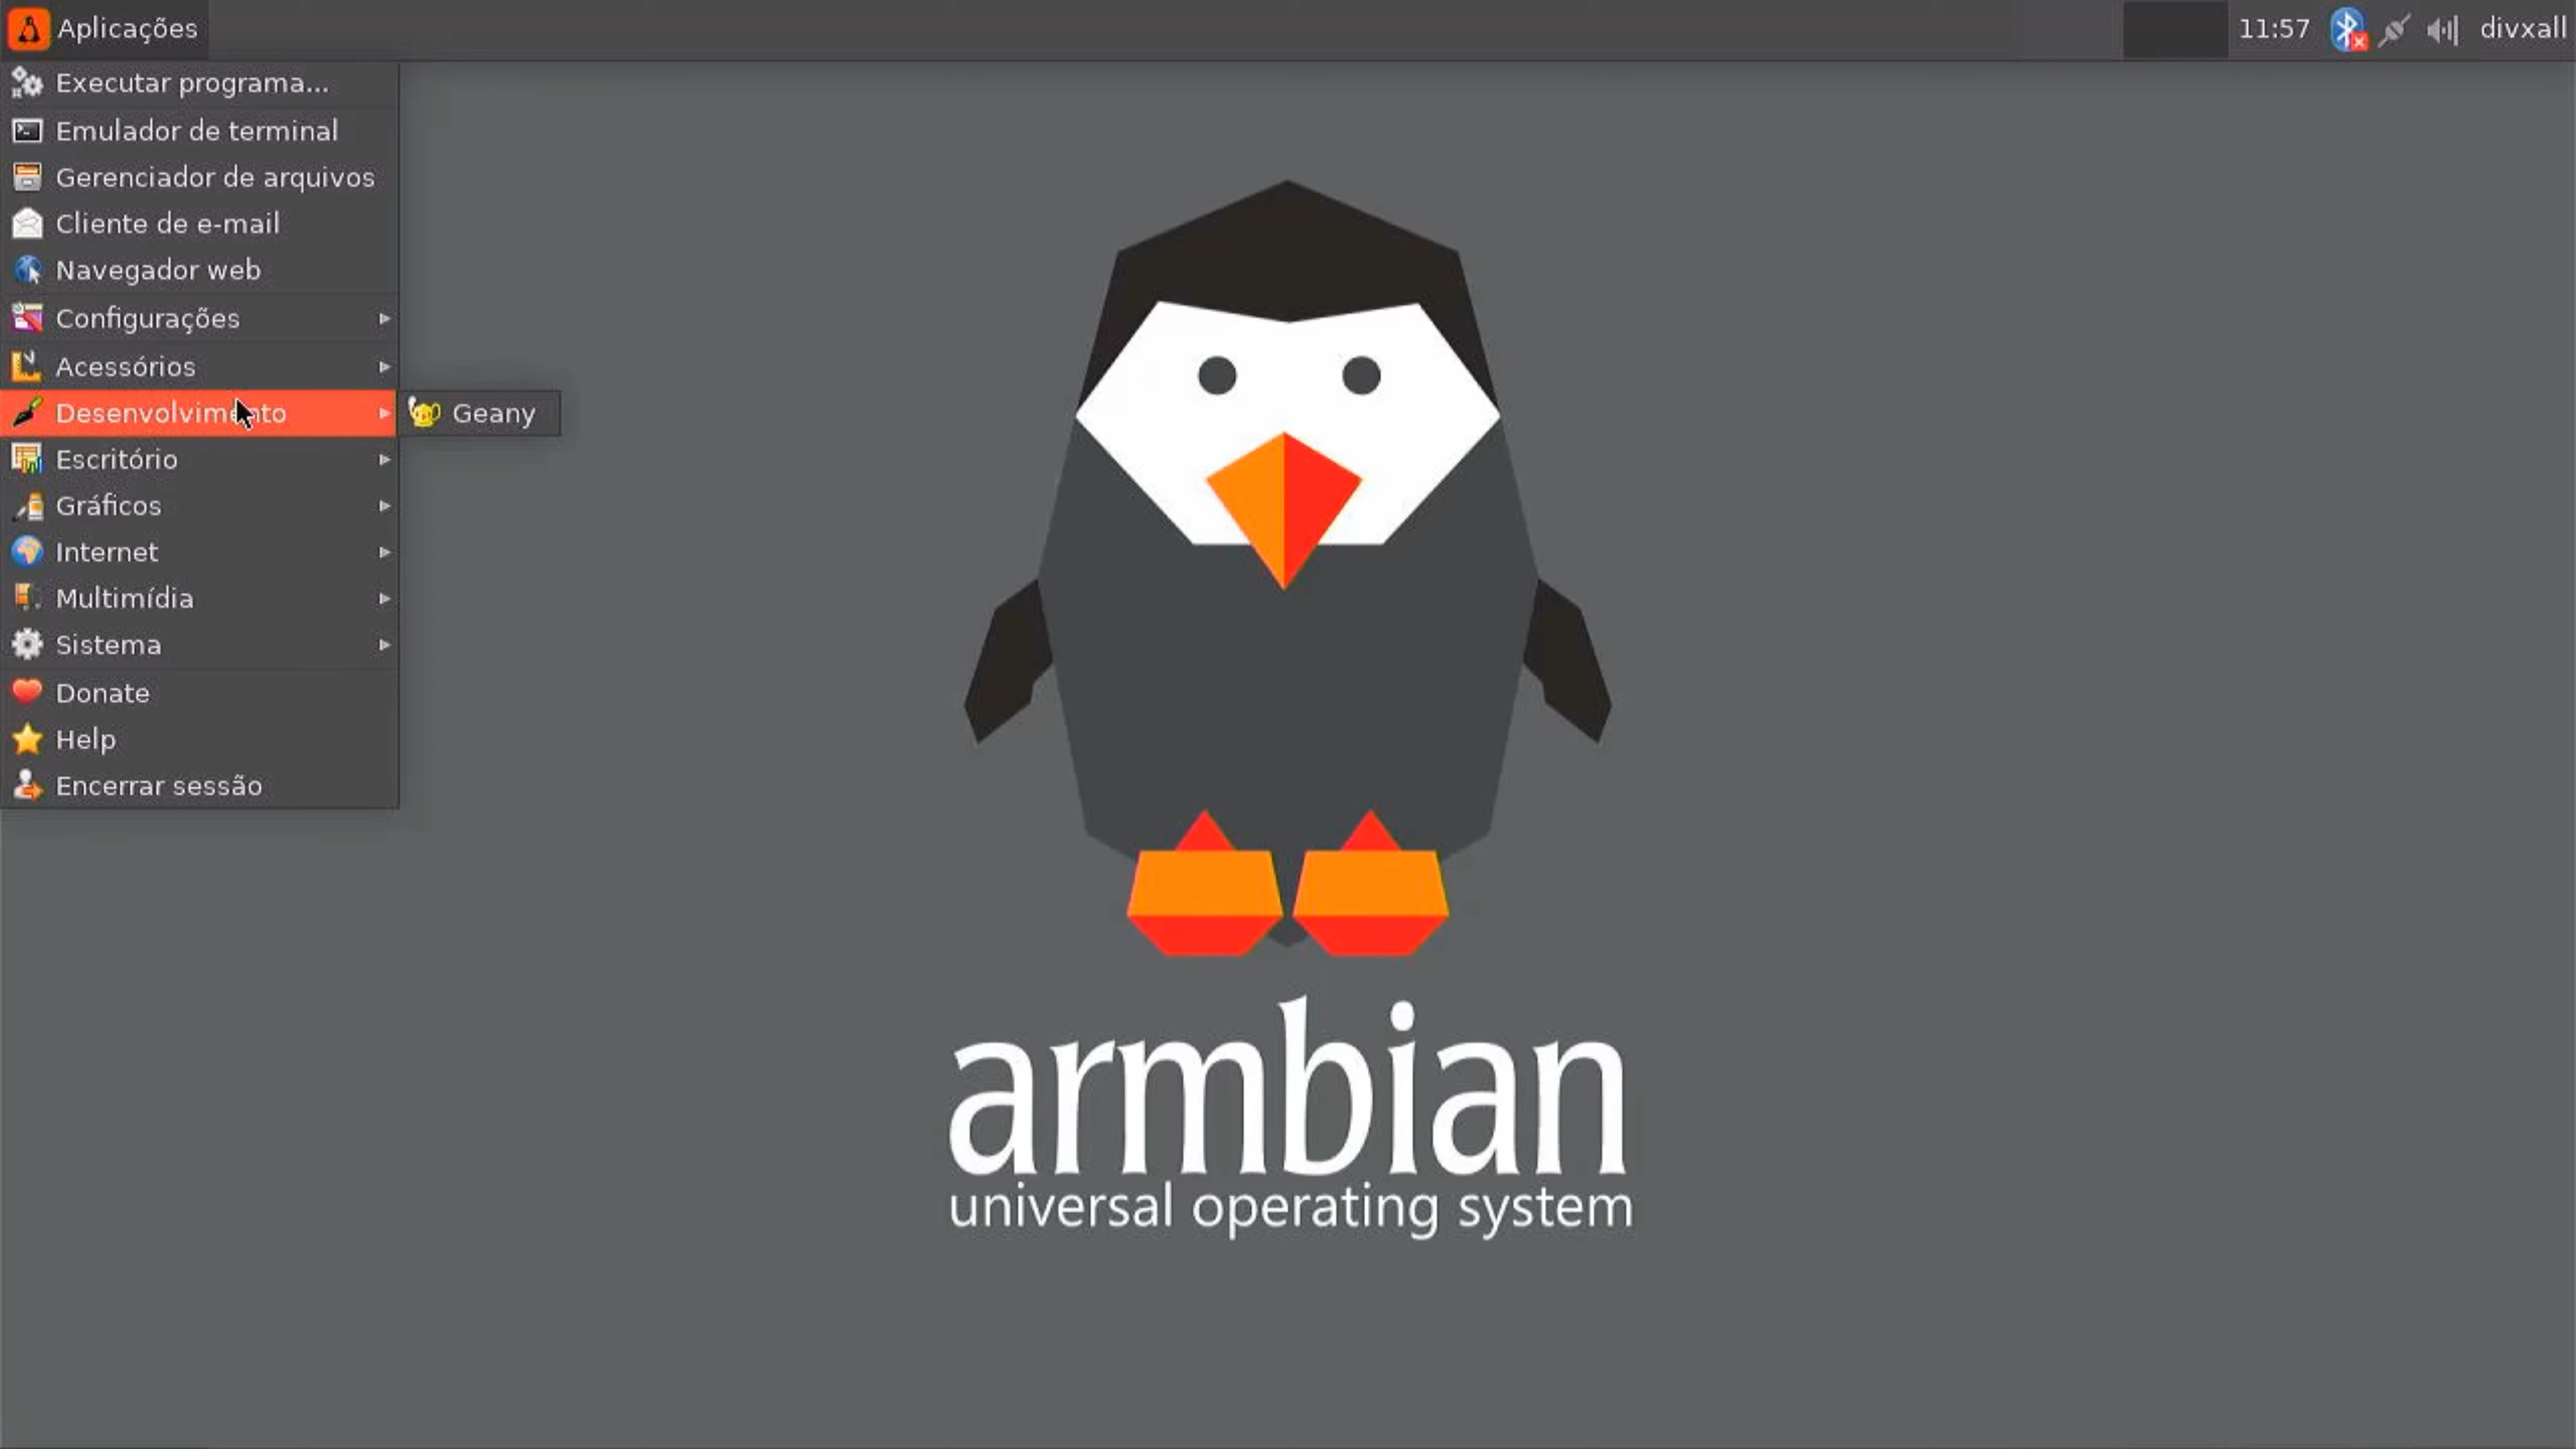 Aplicações
11:57
divxall
Executar programa...
Emulador de terminal
Gerenciador de arquivos
Cliente de e-mail
Navegador web
Configurações
Acessórios
Desenvolvimento
Geany
Escritório
Gráficos
Internet
Multimídia
Sistema
Donate
Help
Encerrar sessão
armbian
universal operating system